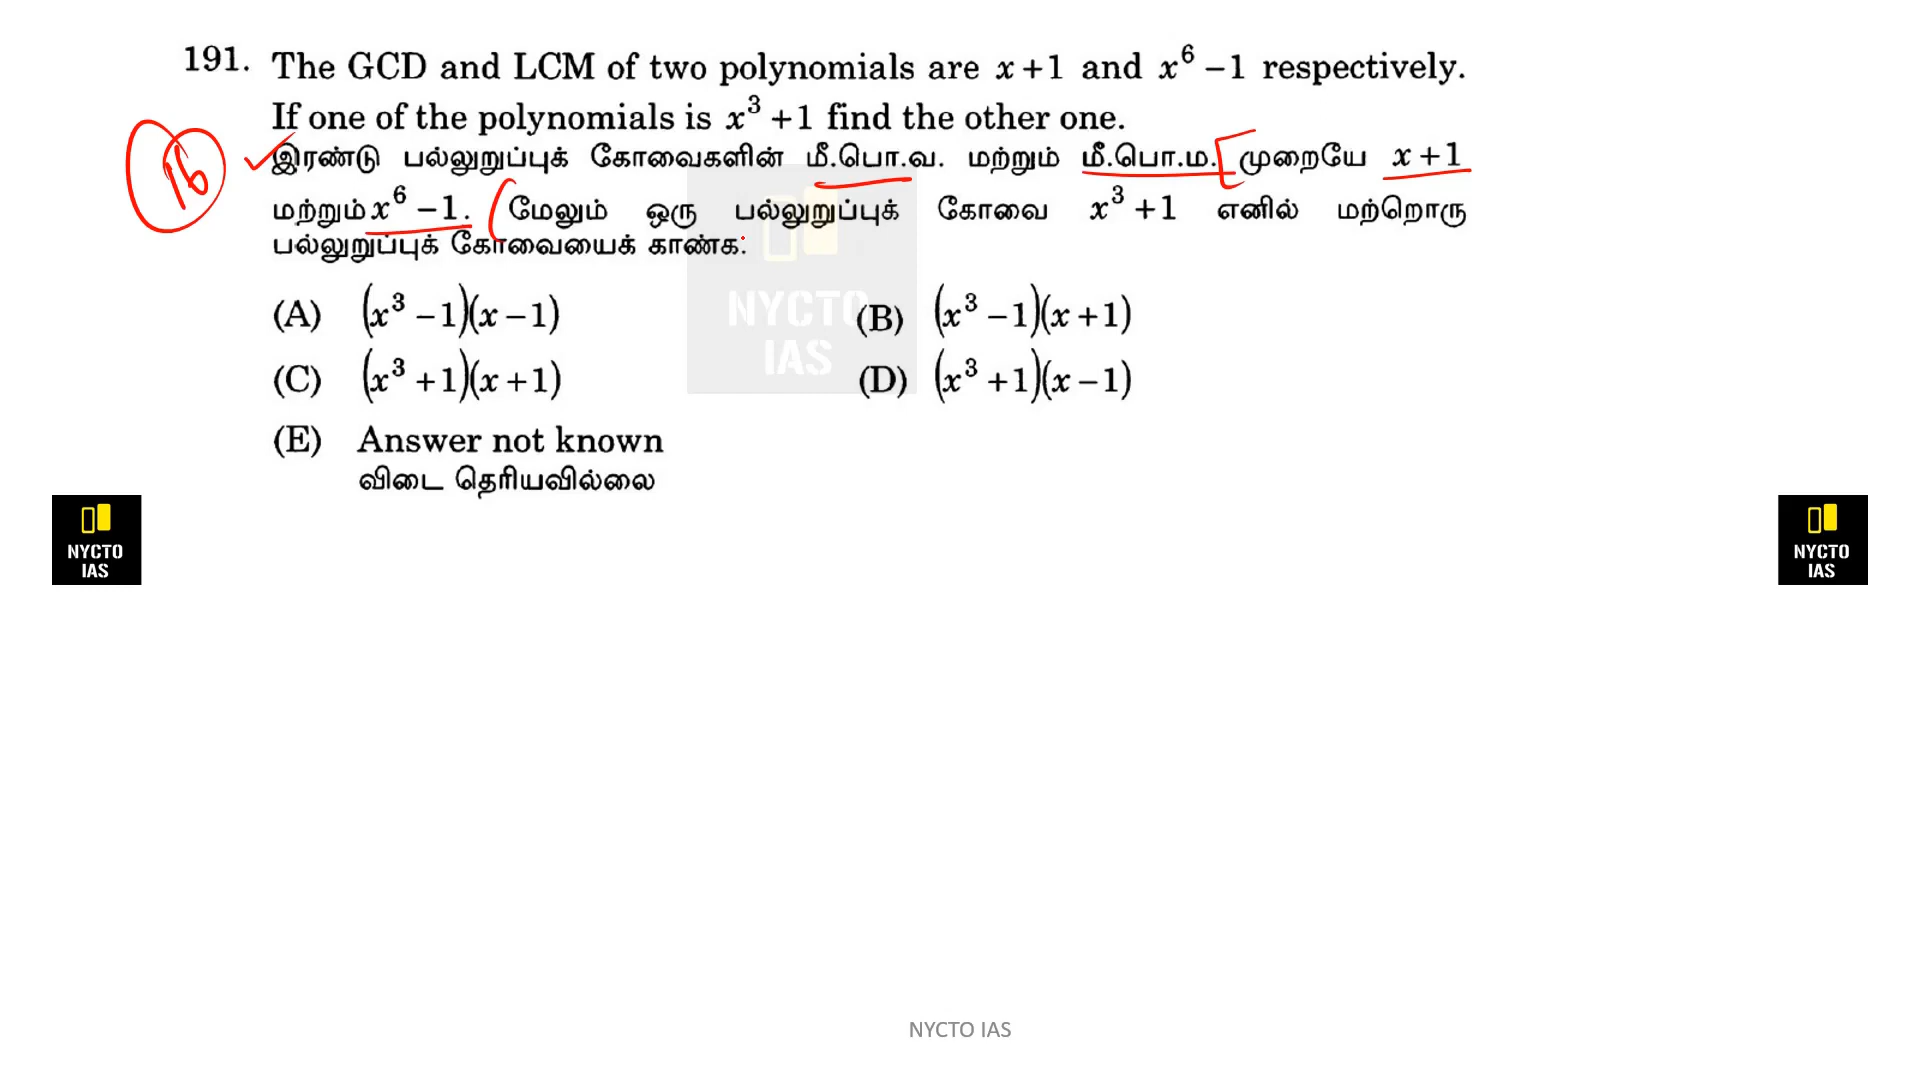 191. The GCD and LCM of two polynomials are x+1 and x⁶−1 respectively.
If one of the polynomials is x³+1 find the other one.
16
இரண்டு பல்லுறுப்புக் கோவைகளின் மீ.பொ.வ. மற்றும் மீ.பொ.ம. முறையே x+1
மற்றும் x⁶−1. மேலும் ஒரு பல்லுறுப்புக் கோவை x³+1 எனில் மற்றொரு
பல்லுறுப்புக் கோவையைக் காண்க:
(A) (x³−1)(x−1) (B) (x³−1)(x+1)
(C) (x³+1)(x+1) (D) (x³+1)(x−1)
(E) Answer not known
விடை தெரியவில்லை
NYCTO
IAS
NYCTO
IAS
NYCTO
IAS
NYCTO IAS